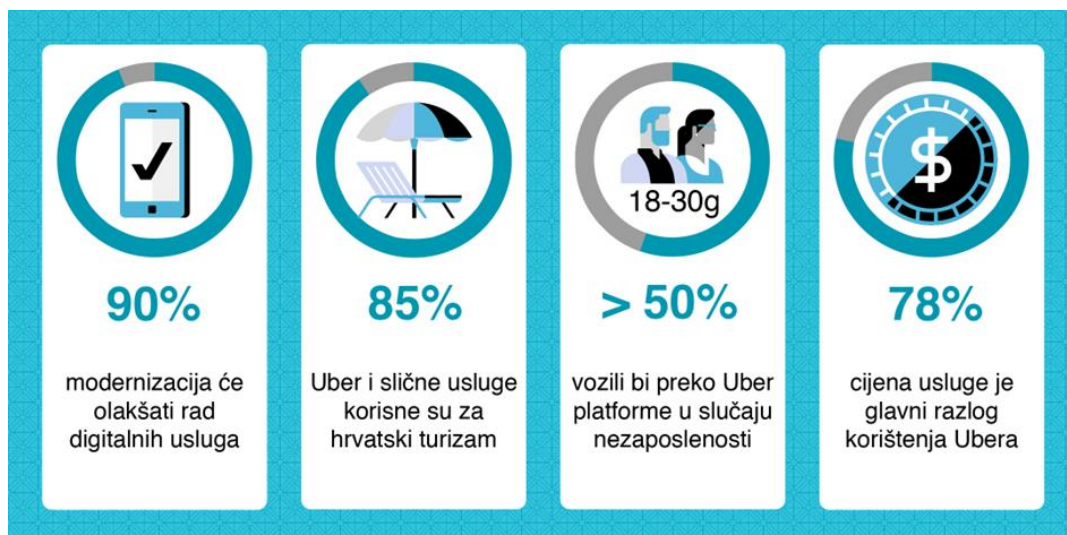 90%
modernizacija će
olakšati rad
digitalnih usluga
85%
Uber i slične usluge
korisne su za
hrvatski turizam
18-30g
> 50%
vozili bi preko Uber
platforme u slučaju
nezaposlenosti
$
78%
cijena usluge je
glavni razlog
korištenja Ubera